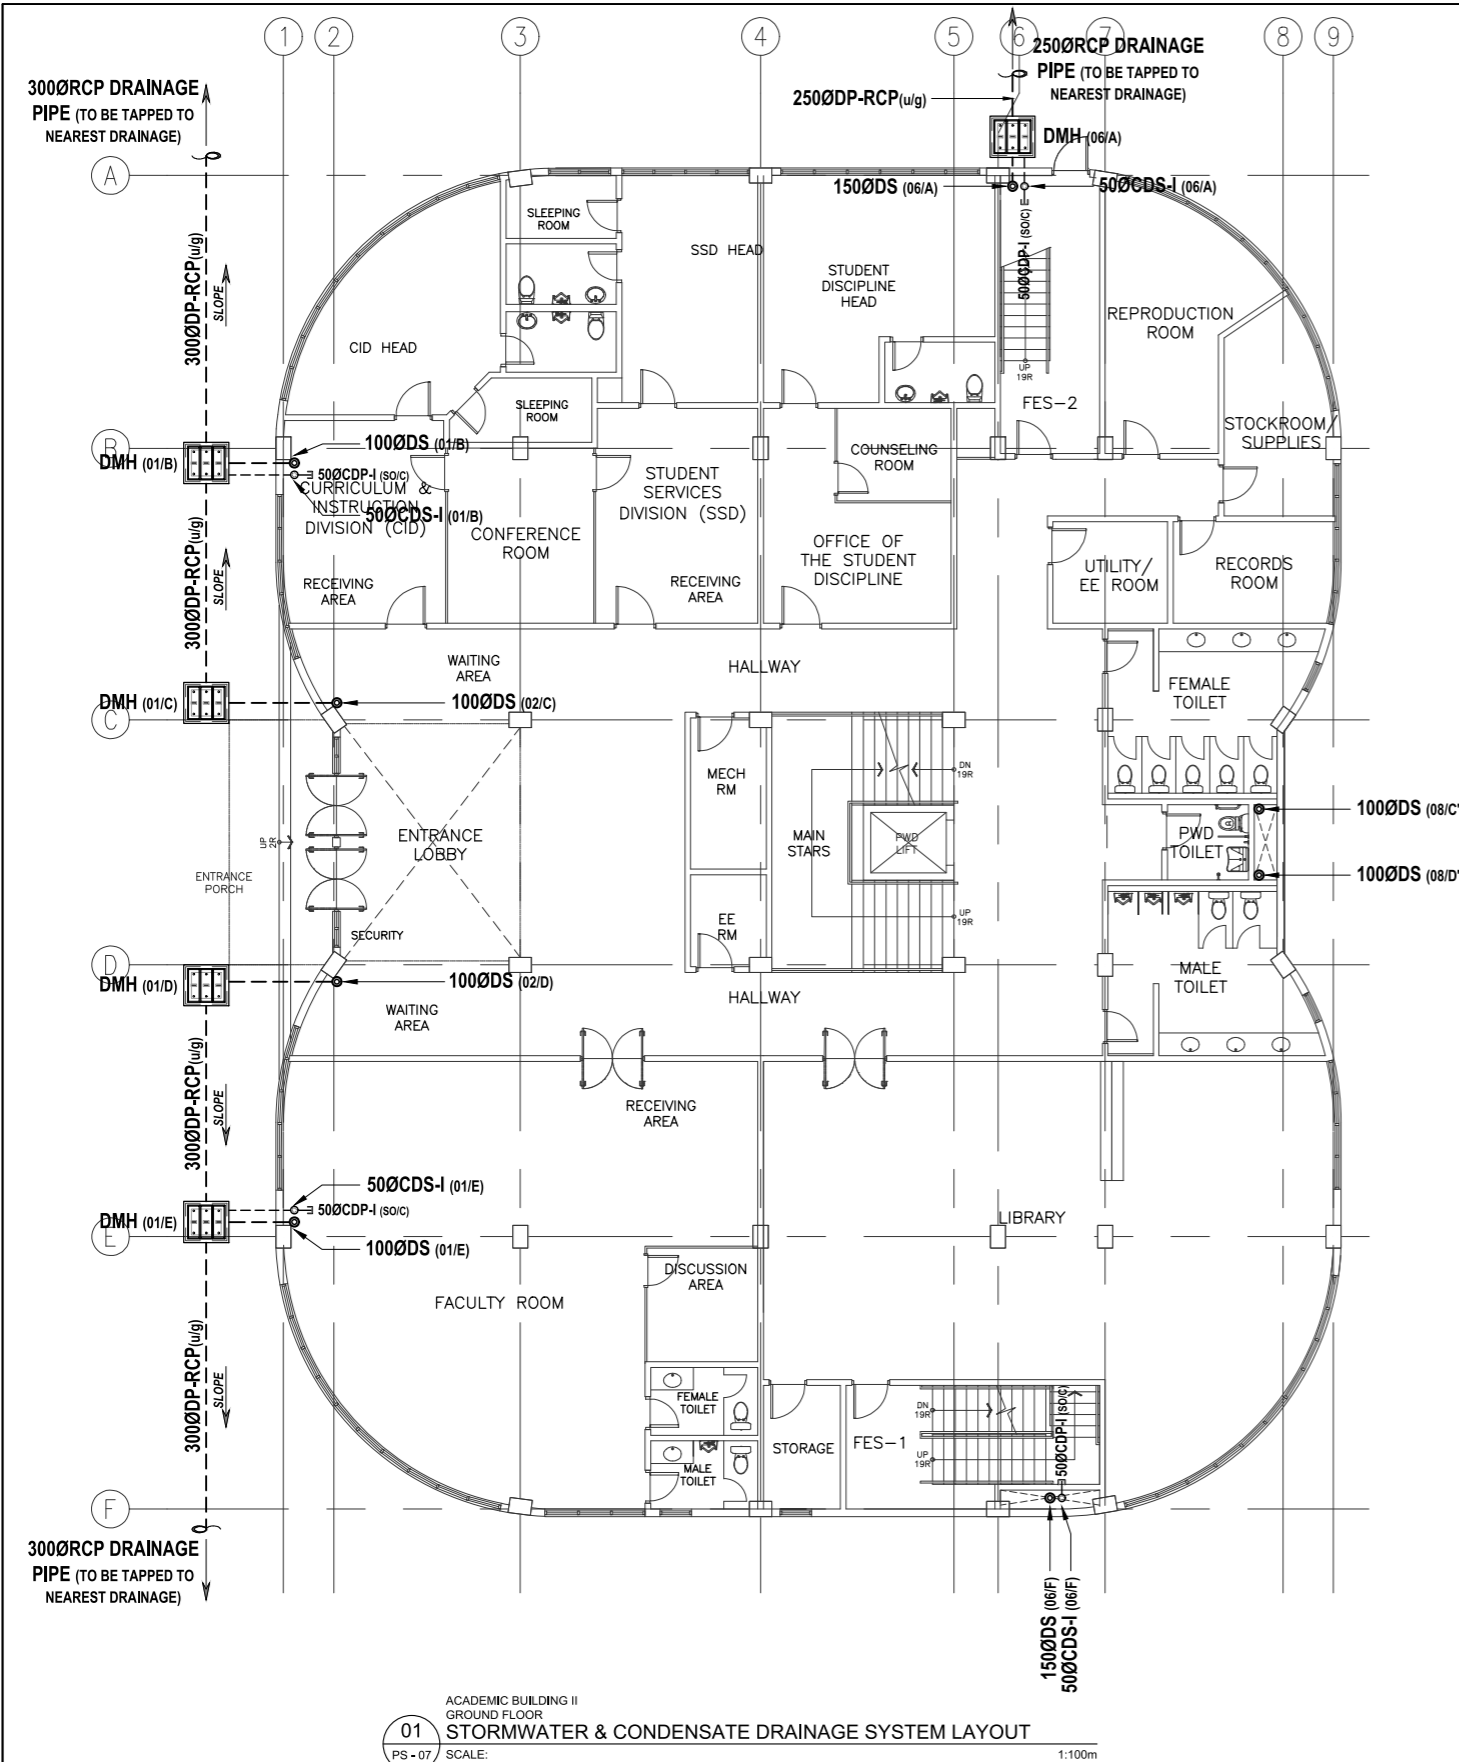 1
2
3
4
5
6
7
8
9
300ØRCP DRAINAGE
PIPE (TO BE TAPPED TO
NEAREST DRAINAGE)
250ØRCP DRAINAGE
PIPE (TO BE TAPPED TO
NEAREST DRAINAGE)
250ØDP-RCP(u/g)
DMH (06/A)
A
150ØDS (06/A)
50ØCDS-I (06/A)
50ØCDP-I (SO/C)
SLEEPING
ROOM
SSD HEAD
STUDENT
DISCIPLINE
HEAD
300ØDP-RCP(u/g)
SLOPE
REPRODUCTION
ROOM
CID HEAD
UP
19R
FES-2
SLEEPING
ROOM
STOCKROOM/
SUPPLIES
B
DMH (01/B)
100ØDS (01/B)
50ØCDP-I (SO/C)
CURRICULUM &
INSTRUCTION
DIVISION (CID)
50ØCDS-I (01/B)
COUNSELING
ROOM
STUDENT
SERVICES
DIVISION (SSD)
CONFERENCE
ROOM
OFFICE OF
THE STUDENT
DISCIPLINE
UTILITY/
EE ROOM
RECORDS
ROOM
300ØDP-RCP(u/g)
SLOPE
RECEIVING
AREA
RECEIVING
AREA
WAITING
AREA
HALLWAY
FEMALE
TOILET
DMH (01/C)
100ØDS (02/C)
C
MECH
RM
DN
19R
MAIN
STARS
PWD
LIFT
100ØDS (08/C'
PWD
TOILET
100ØDS (08/D'
UP
2R
ENTRANCE
LOBBY
ENTRANCE
PORCH
EE
RM
UP
19R
SECURITY
D
DMH (01/D)
100ØDS (02/D)
MALE
TOILET
HALLWAY
WAITING
AREA
300ØDP-RCP(u/g)
SLOPE
RECEIVING
AREA
50ØCDS-I (01/E)
50ØCDP-I (SO/C)
DMH (01/E)
E
100ØDS (01/E)
LIBRARY
DISCUSSION
AREA
FACULTY ROOM
300ØDP-RCP(u/g)
SLOPE
FEMALE
TOILET
MALE
TOILET
STORAGE
FES-1
DN
19R
UP
19R
50ØCDP-I (SO/C)
F
300ØRCP DRAINAGE
PIPE (TO BE TAPPED TO
NEAREST DRAINAGE)
150ØDS (06/F)
50ØCDS-I (06/F)
ACADEMIC BUILDING II
GROUND FLOOR
01
STORMWATER & CONDENSATE DRAINAGE SYSTEM LAYOUT
PS - 07
SCALE:
1:100m